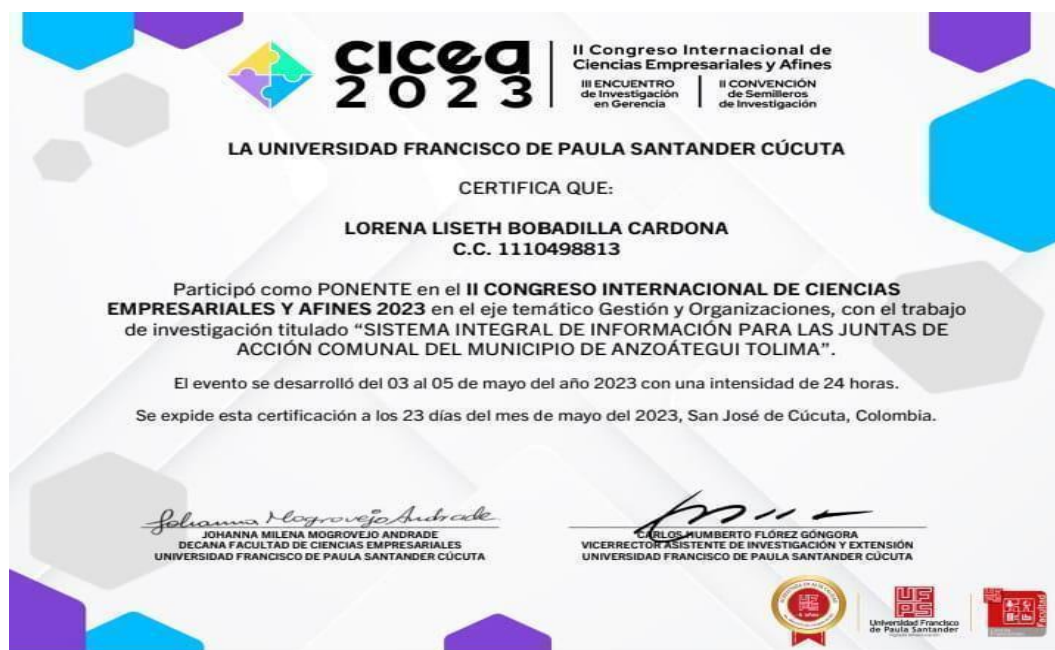 cicea
2023
II Congreso Internacional de
Ciencias Empresariales y Afines
III ENCUENTRO
de Investigación
en Gerencia
II CONVENCIÓN
de Semilleros
de Investigación
LA UNIVERSIDAD FRANCISCO DE PAULA SANTANDER CÚCUTA
CERTIFICA QUE:
LORENA LISETH BOBADILLA CARDONA
C.C. 1110498813
Participó como PONENTE en el II CONGRESO INTERNACIONAL DE CIENCIAS
EMPRESARIALES Y AFINES 2023 en el eje temático Gestión y Organizaciones, con el trabajo
de investigación titulado “SISTEMA INTEGRAL DE INFORMACIÓN PARA LAS JUNTAS DE
ACCIÓN COMUNAL DEL MUNICIPIO DE ANZOÁTEGUI TOLIMA”.
El evento se desarrolló del 03 al 05 de mayo del año 2023 con una intensidad de 24 horas.
Se expide esta certificación a los 23 días del mes de mayo del 2023, San José de Cúcuta, Colombia.
Johanna Mogrovejo Andrade
JOHANNA MILENA MOGROVEJO ANDRADE
DECANA FACULTAD DE CIENCIAS EMPRESARIALES
UNIVERSIDAD FRANCISCO DE PAULA SANTANDER CÚCUTA
CARLOS HUMBERTO FLÓREZ GÓNGORA
VICERRECTOR ASISTENTE DE INVESTIGACIÓN Y EXTENSIÓN
UNIVERSIDAD FRANCISCO DE PAULA SANTANDER CÚCUTA
UFPS
Universidad Francisco
de Paula Santander
Facultad